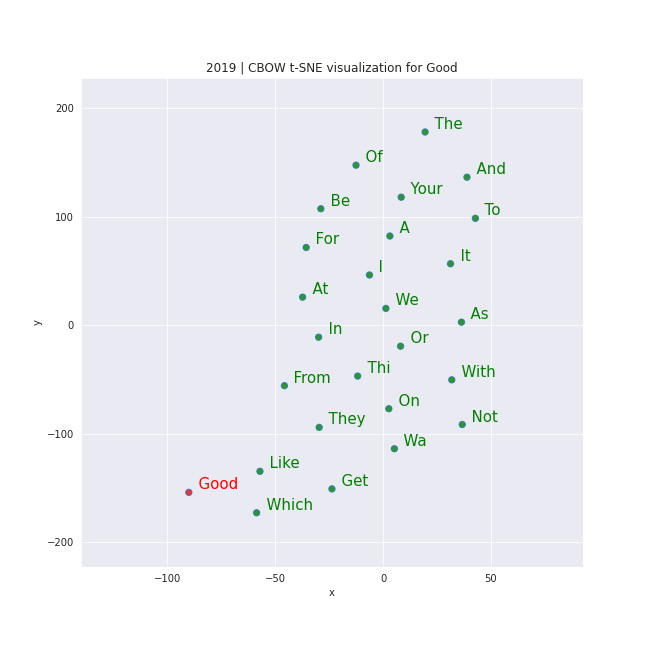 2019 | CBOW t-SNE visualization for Good
200
The
Of
And
Your
Be
To
100
A
For
It
I
At
We
0
As
In
Or
Thi
With
From
On
They
Not
−100
Wa
Like
Get
Good
Which
−200
−100
−50
0
50
x
y